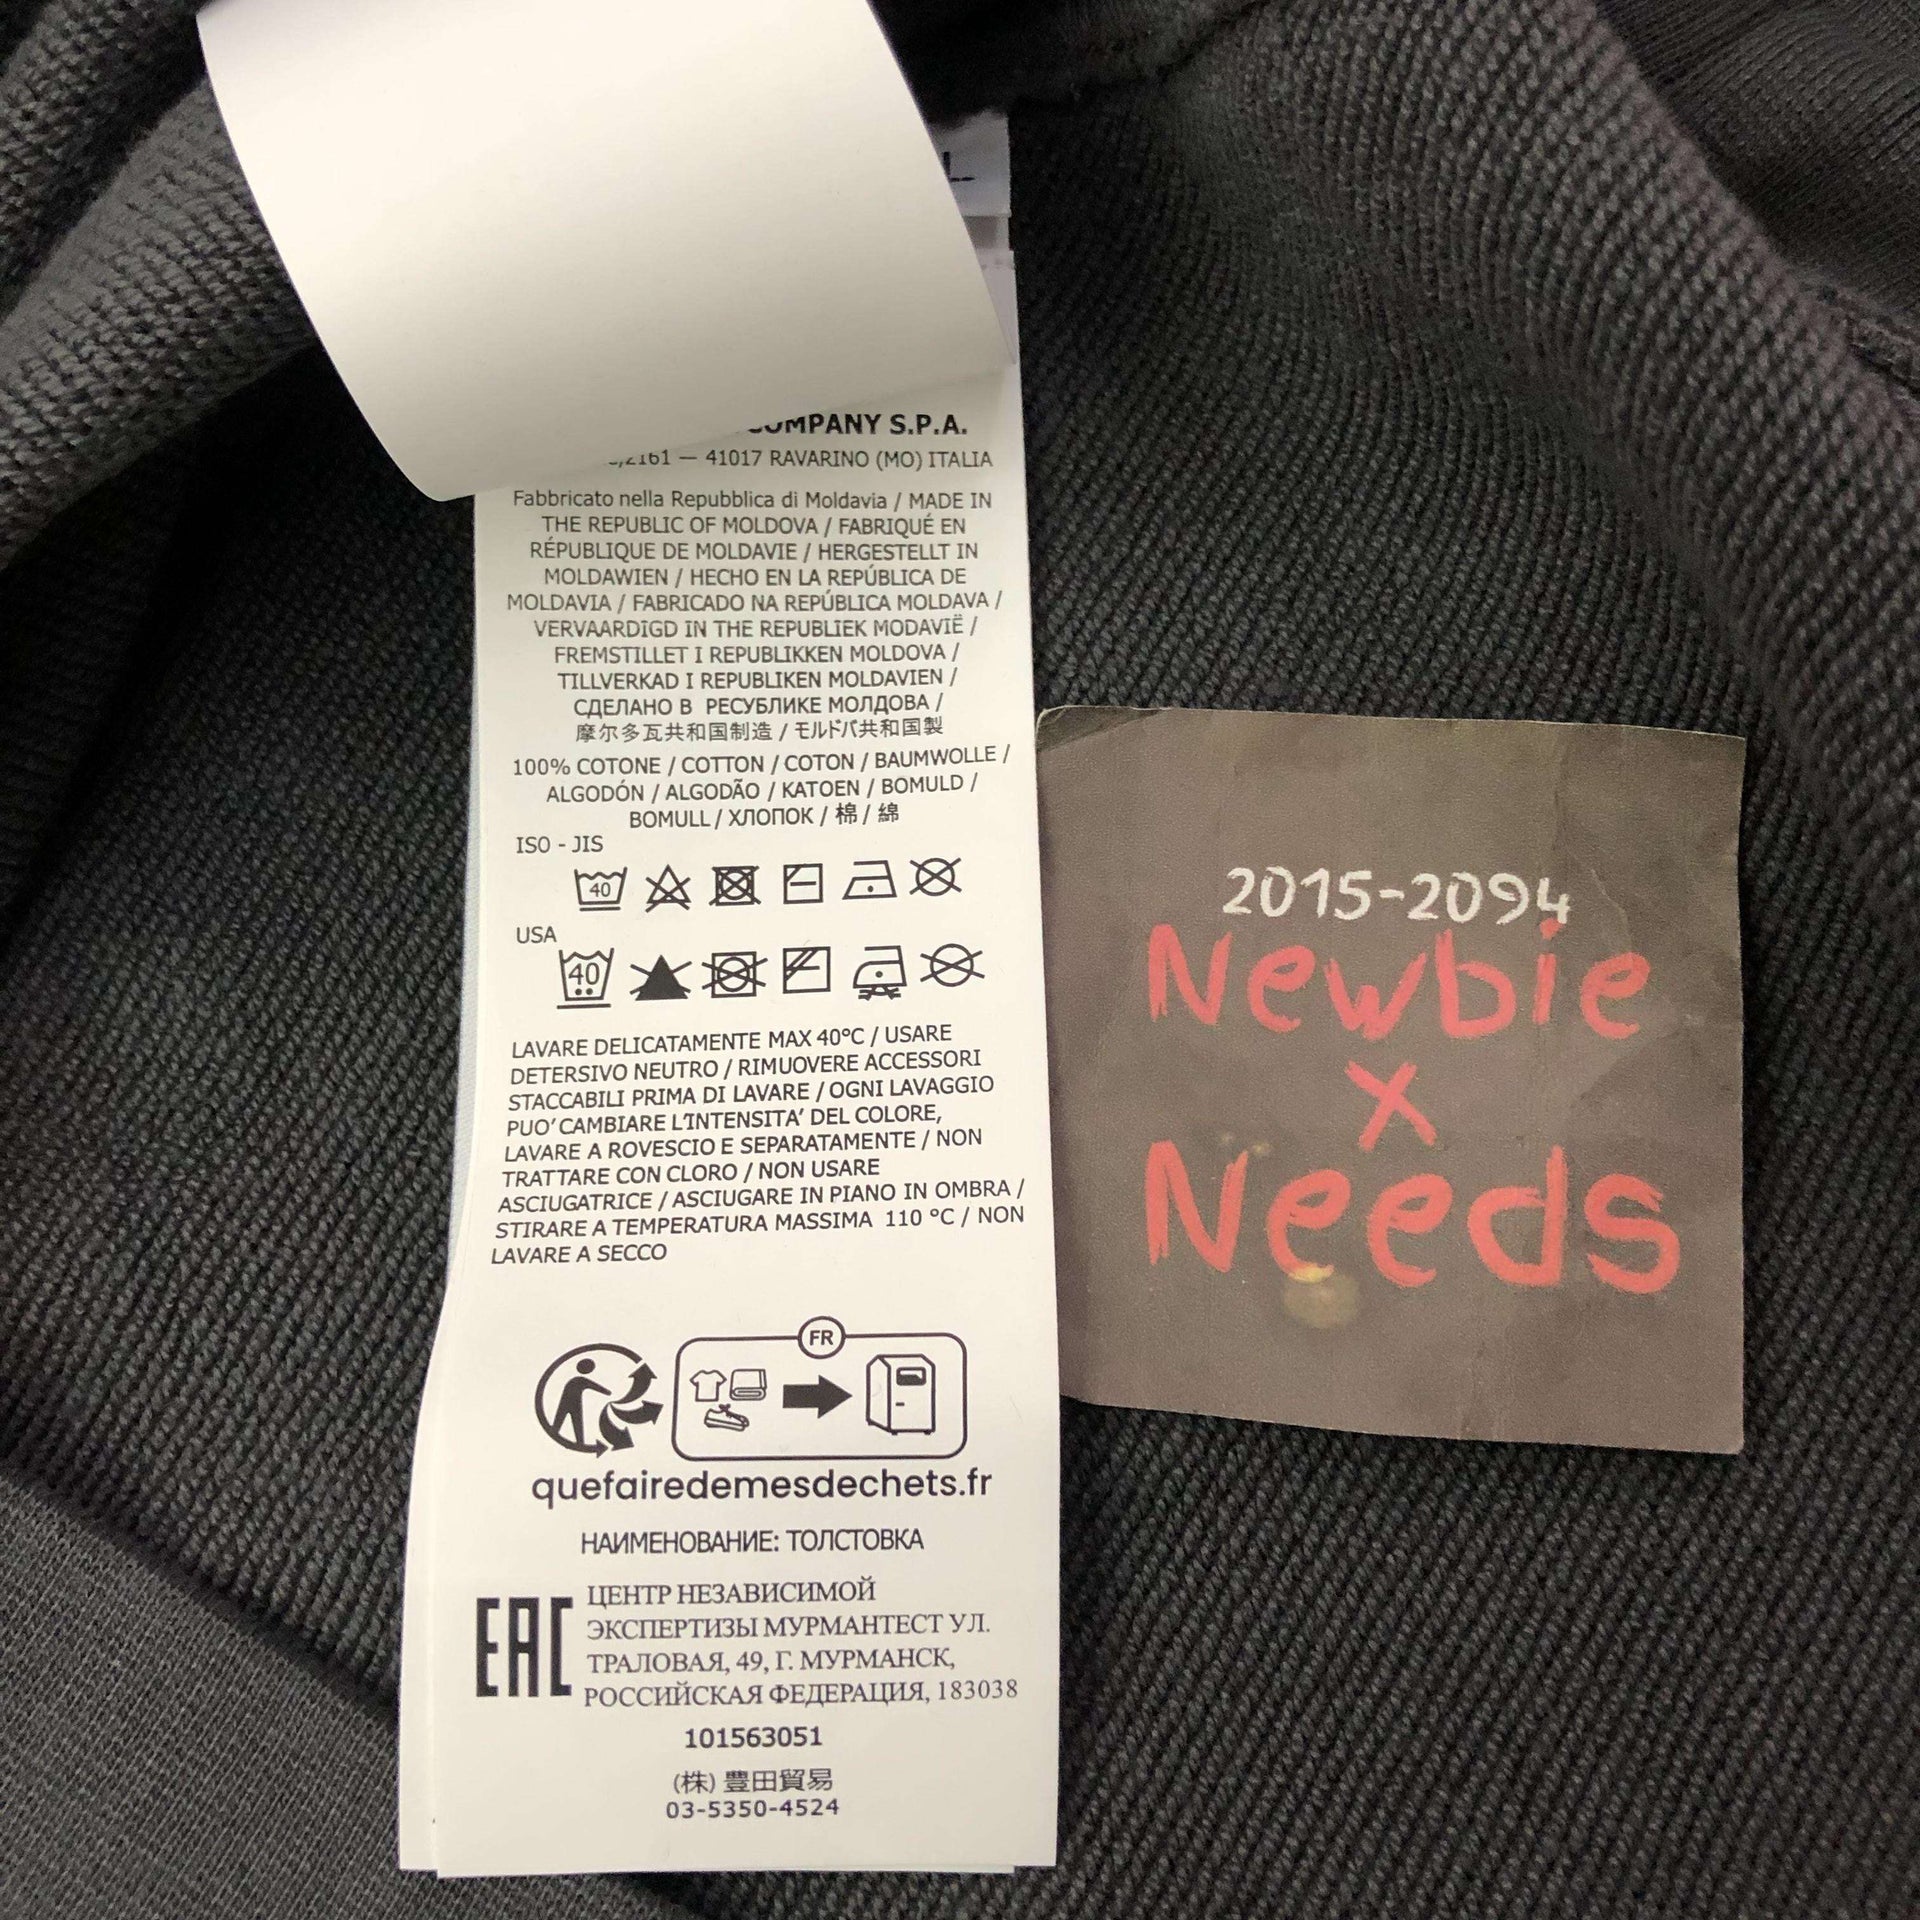 L
COMPANY S.P.A.
2161 — 41017 RAVARINO (MO) ITALIA
Fabbricato nella Repubblica di Moldavia / MADE IN
THE REPUBLIC OF MOLDOVA / FABRIQUÉ EN
RÉPUBLIQUE DE MOLDAVIE / HERGESTELLT IN
MOLDAWIEN / HECHO EN LA REPÚBLICA DE
MOLDAVIA / FABRICADO NA REPÚBLICA MOLDAVA /
VERVAARDIGD IN THE REPUBLIEK MODAVIË /
FREMSTILLET I REPUBLIKKEN MOLDOVA /
TILLVERKAD I REPUBLIKEN MOLDAVIEN /
СДЕЛАНО В РЕСУБЛИКЕ МОЛДОВА /
摩尔多瓦共和国制造 / モルドバ共和国製
100% COTONE / COTTON / COTON / BAUMWOLLE /
ALGODÓN / ALGODÃO / KATOEN / BOMULD /
BOMULL / ХЛОПОК / 棉 / 綿
ISO - JIS
40
USA
40
LAVARE DELICATAMENTE MAX 40°C / USARE
DETERSIVO NEUTRO / RIMUOVERE ACCESSORI
STACCABILI PRIMA DI LAVARE / OGNI LAVAGGIO
PUO' CAMBIARE L'INTENSITA' DEL COLORE,
LAVARE A ROVESCIO E SEPARATAMENTE / NON
TRATTARE CON CLORO / NON USARE
ASCIUGATRICE / ASCIUGARE IN PIANO IN OMBRA /
STIRARE A TEMPERATURA MASSIMA 110 °C / NON
LAVARE A SECCO
FR
quefairedemesdechets.fr
НАИМЕНОВАНИЕ: ТОЛСТОВКА
EAC
ЦЕНТР НЕЗАВИСИМОЙ
ЭКСПЕРТИЗЫ МУРМАНТЕСТ УЛ.
ТРАЛОВАЯ, 49, Г. МУРМАНСК,
РОССИЙСКАЯ ФЕДЕРАЦИЯ, 183038
101563051
(株) 豊田貿易
03-5350-4524
2015-2094
Newbie
x
Needs